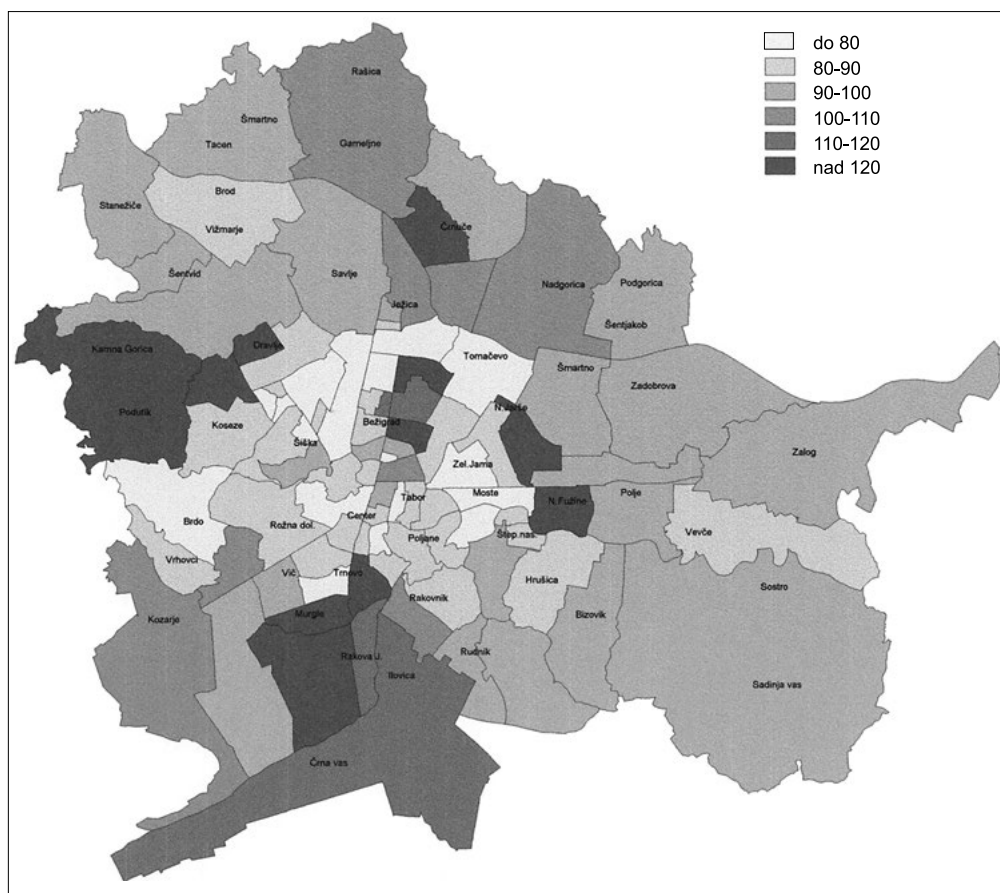 do 80
80-90
90-100
100-110
110-120
nad 120
Rašica
Šmartno
Tacen
Gameljne
Brod
Stanežiče
Vižmarje
Črnuče
Šentvid
Savlje
Ježica
Nadgorica
Podgorica
Šentjakob
Kamna Gorica
Dravlje
Tomačevo
Šmartno
Zadobrova
Podutik
Koseze
Šiška
Bežigrad
N.Jarše
Zalog
Zel.Jama
Brdo
Rožna dol.
Center
Tabor
Moste
N.Fužine
Polje
Vevče
Poljane
Štep.nas.
Vrhovci
Vič
Trnovo
Rakovnik
Hrušica
Sostro
Kozarje
Murgle
Bizovik
Rakova J.
Ilovica
Rudnik
Sadinja vas
Črna vas